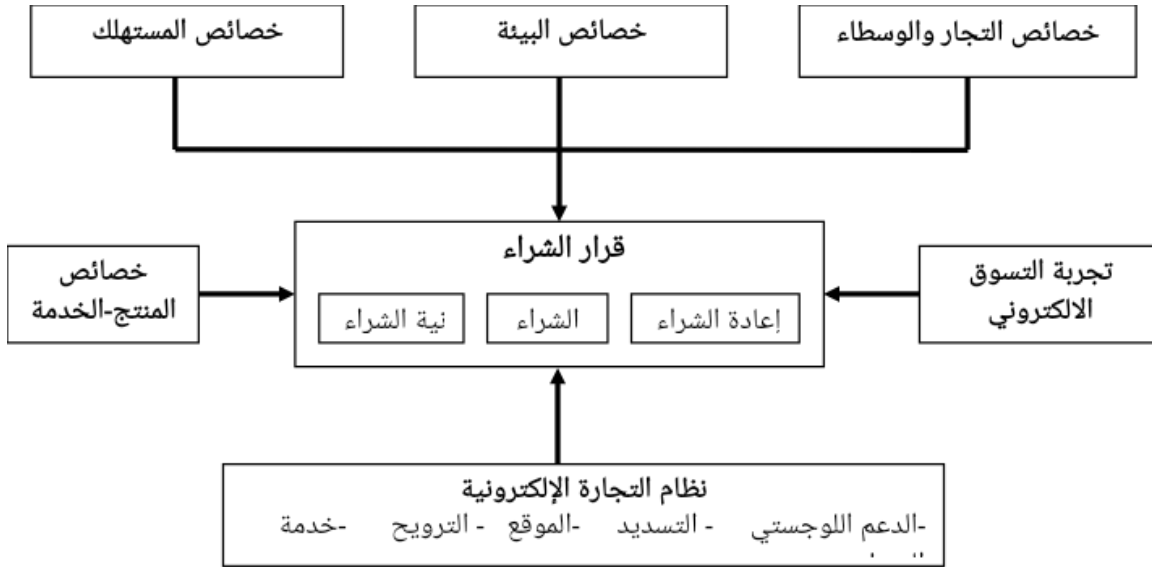 خصائص التجار والوسطاء
خصائص البيئة
خصائص المستهلك
قرار الشراء
تجربة التسوق
الالكتروني
إعادة الشراء
الشراء
نية الشراء
خصائص
المنتج-الخدمة
نظام التجارة الإلكترونية
-الدعم اللوجستي - التسديد -الموقع - الترويح -خدمة